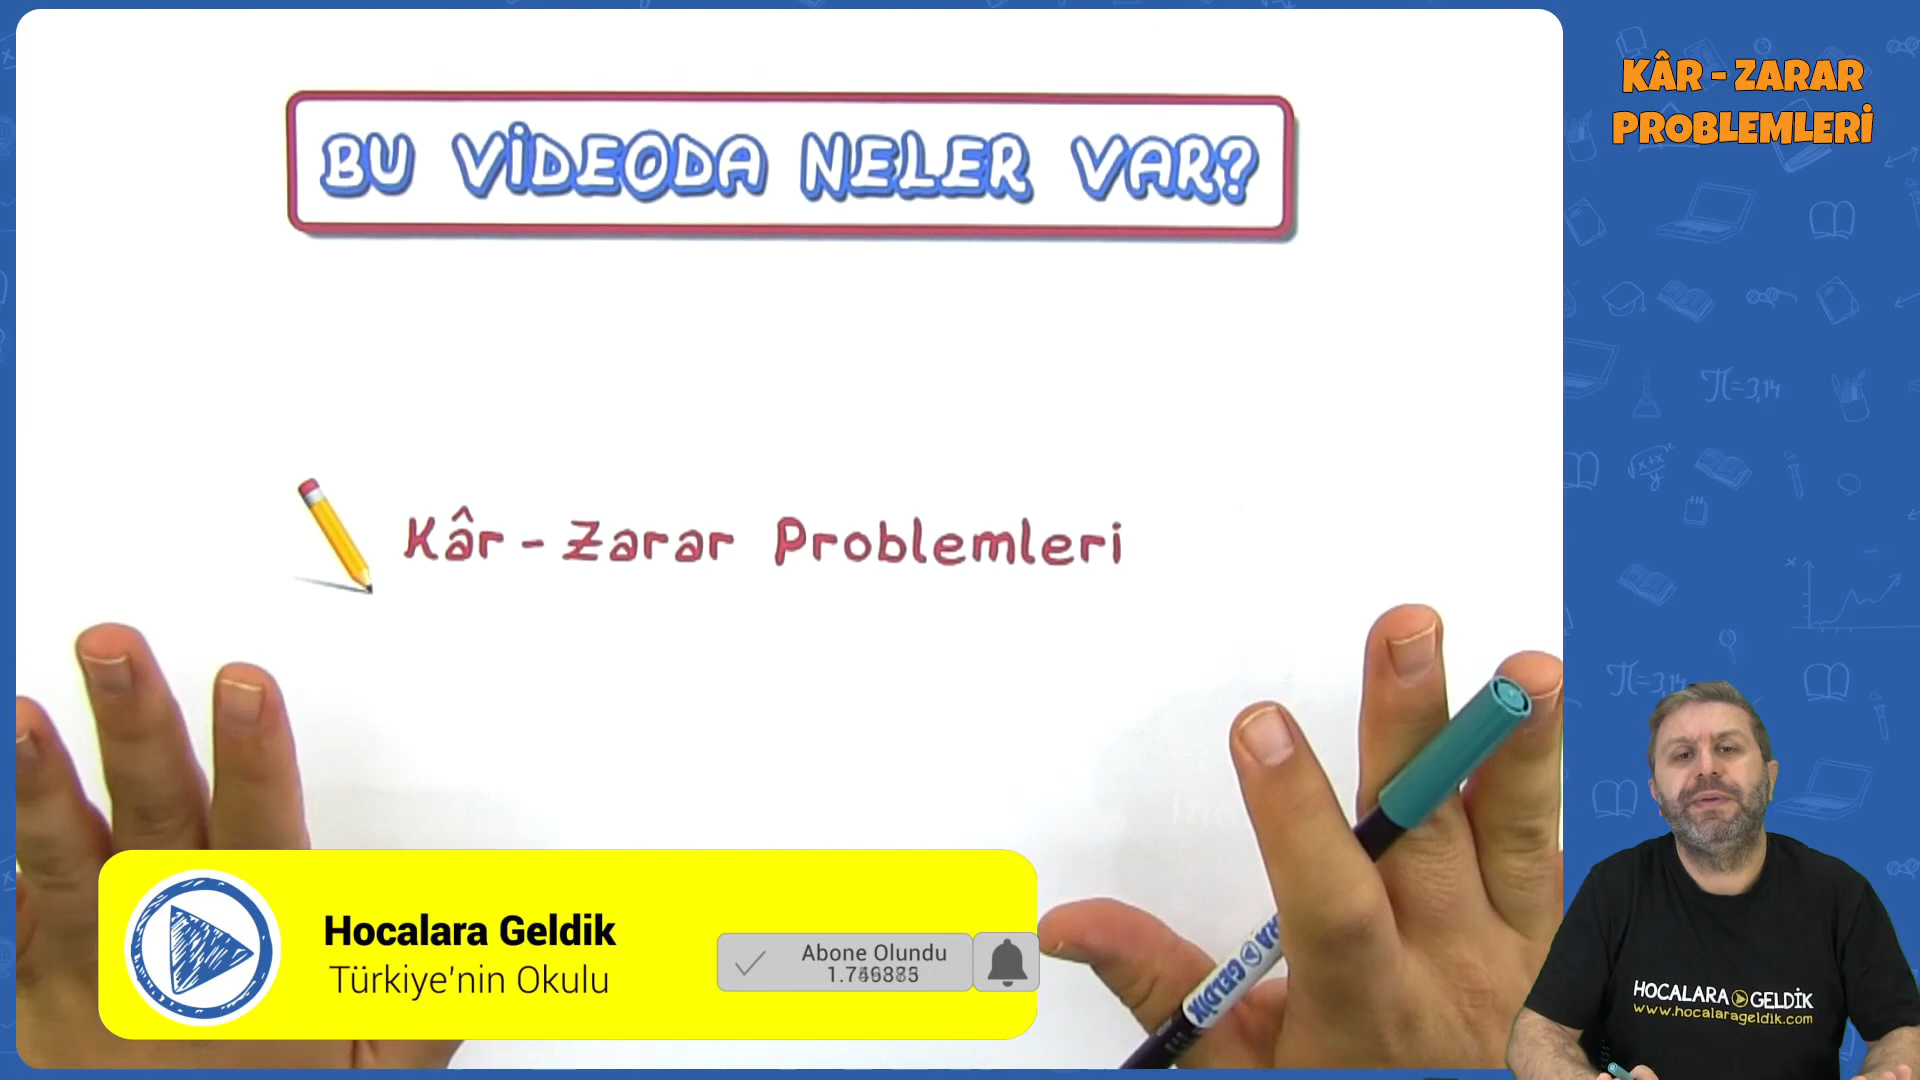 BU VİDEODA NELER VAR?
KÂR - ZARAR
PROBLEMLERİ
Kâr - Zarar Problemleri
Hocalara Geldik
Türkiye'nin Okulu
Abone Olundu
GELDİK
HOCALARA GELDİK
www.hocalarageldik.com
π=3,14
π=3,14